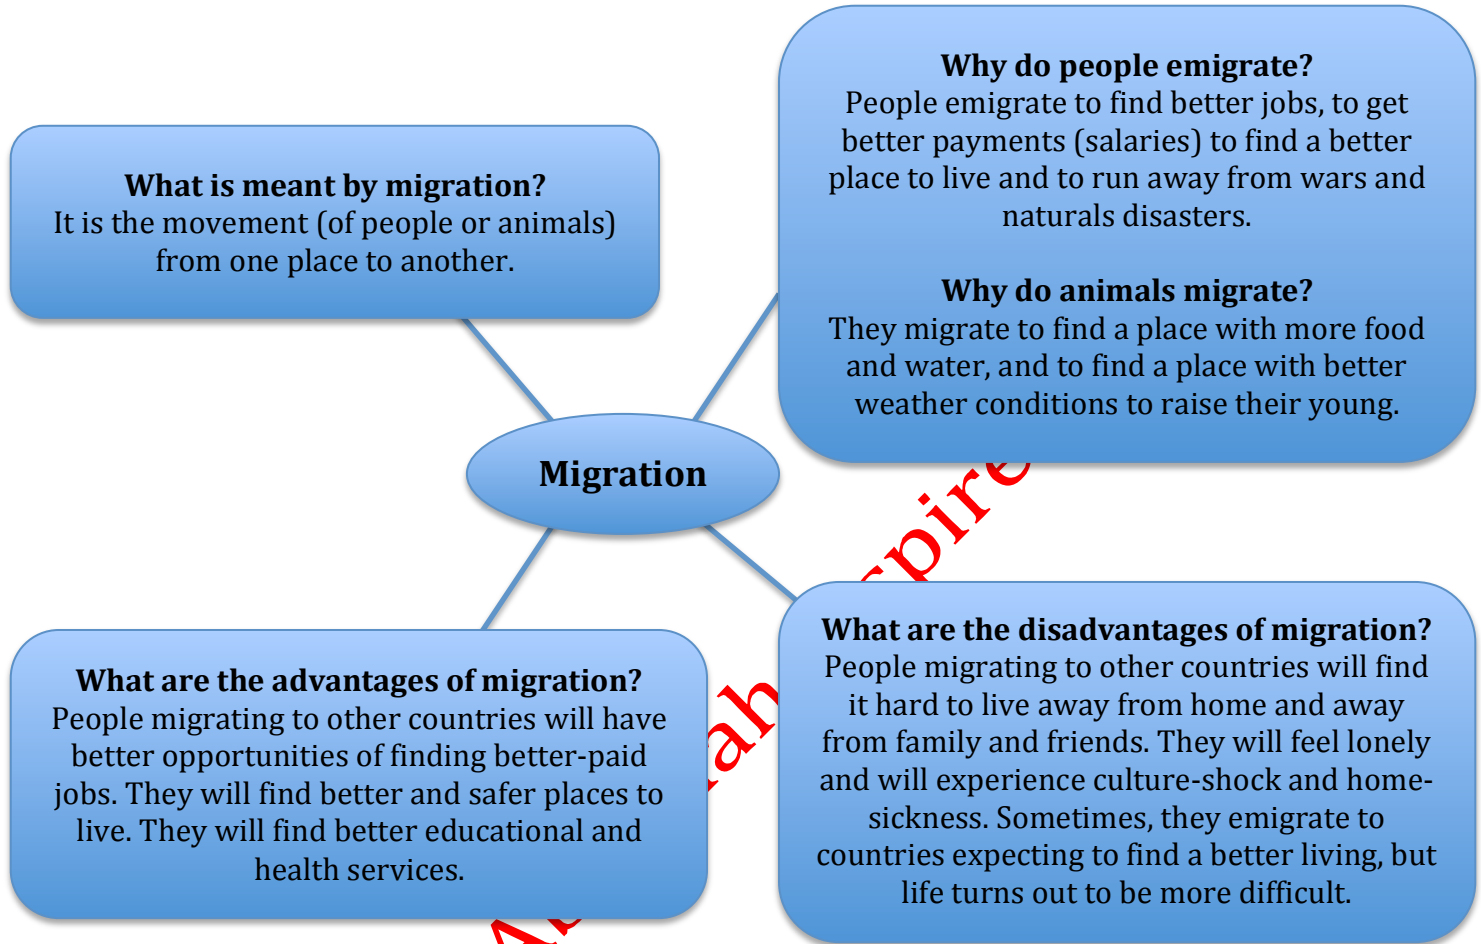 What is meant by migration?
It is the movement (of people or animals)
from one place to another.
Why do people emigrate?
People emigrate to find better jobs, to get
better payments (salaries) to find a better
place to live and to run away from wars and
naturals disasters.
Why do animals migrate?
They migrate to find a place with more food
and water, and to find a place with better
weather conditions to raise their young.
Migration
What are the advantages of migration?
People migrating to other countries will have
better opportunities of finding better-paid
jobs. They will find better and safer places to
live. They will find better educational and
health services.
What are the disadvantages of migration?
People migrating to other countries will find
it hard to live away from home and away
from family and friends. They will feel lonely
and will experience culture-shock and home-
sickness. Sometimes, they emigrate to
countries expecting to find a better living, but
life turns out to be more difficult.